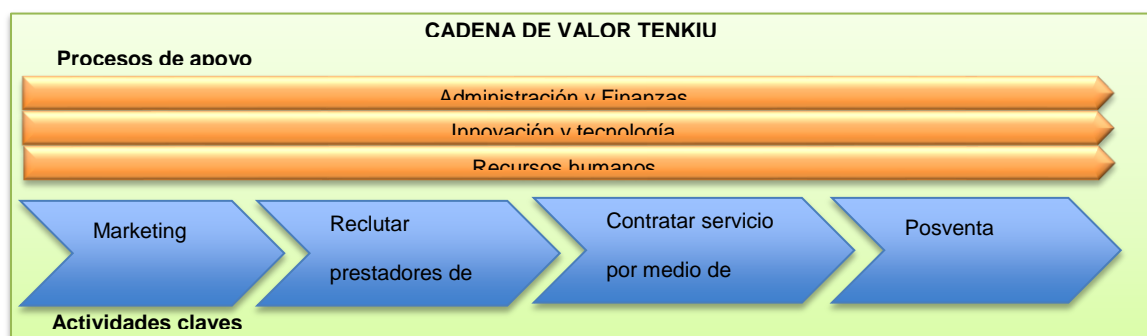 CADENA DE VALOR TENKIU
Procesos de apoyo
Administración y Finanzas
Innovación y tecnología
Recursos humanos
Marketing
Reclutar
prestadores de
Contratar servicio
por medio de
Posventa
Actividades claves